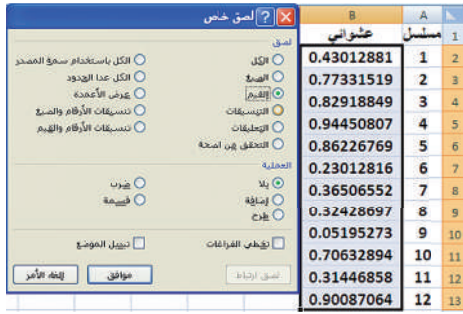 لصق خاص
لصق
الكل
الكل باستخدام سمة المصدر
الصيغ
الكل عدا الحدود
القيم
عرض الأعمدة
التنسيقات
تنسيقات الأرقام والصيغ
التعليقات
تنسيقات الأرقام والقيم
التحقق من الصحة
العملية
بلا
ضرب
إضافة
قسمة
طرح
تخطي الفراغات
تبديل الموضع
لصق ارتباط
موافق
إلغاء الأمر
B A
عشواني مسلسل 1
0.43012881 1 2
0.77331519 2 3
0.82918849 3 4
0.94450807 4 5
0.86226769 5 6
0.23012816 6 7
0.36506552 7 8
0.32428697 8 9
0.05195273 9 10
0.70632894 10 11
0.31446858 11 12
0.90087064 12 13